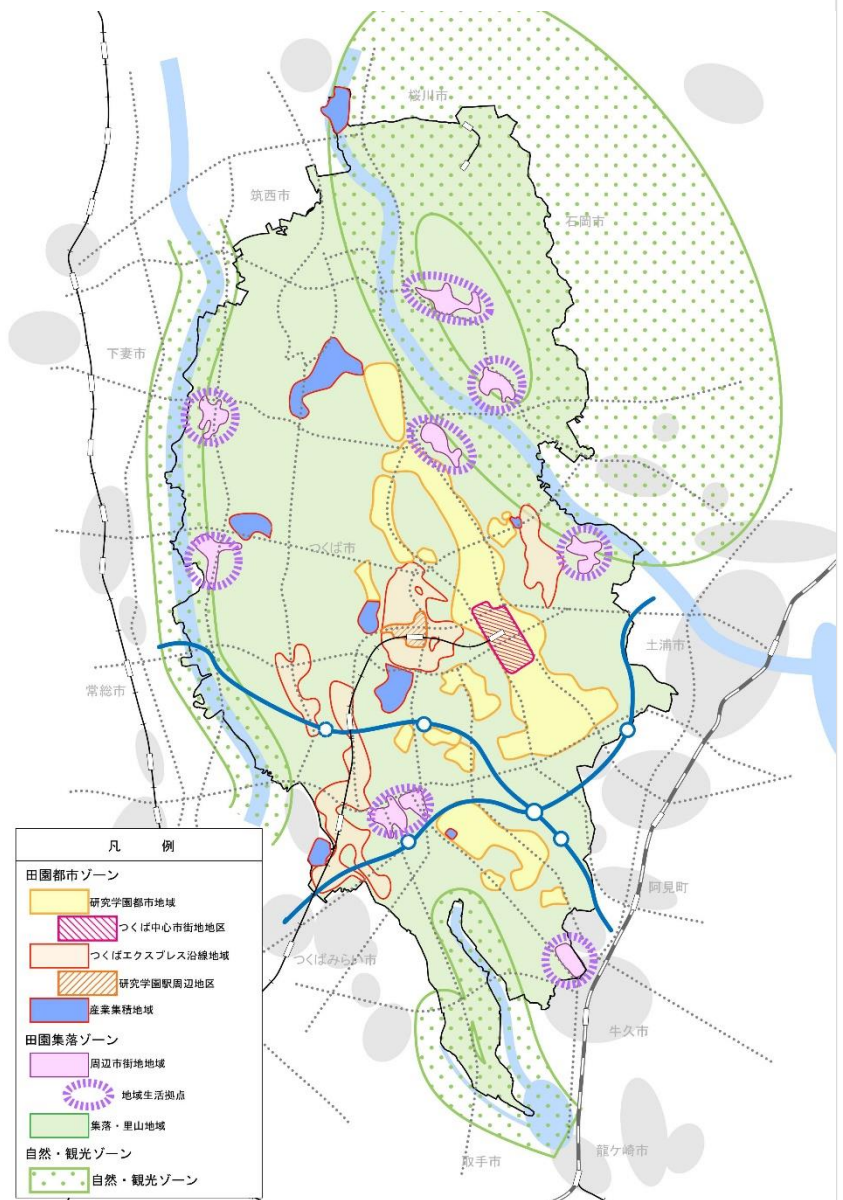 桜川市
筑西市
石岡市
下妻市
つくば市
土浦市
常総市
阿見町
つくばみらい市
牛久市
龍ケ崎市
取手市
凡 例
田園都市ゾーン
研究学園都市地域
つくば中心市街地地区
つくばエクスプレス沿線地域
研究学園駅周辺地区
産業集積地域
田園集落ゾーン
周辺市街地地域
地域生活拠点
集落・里山地域
自然・観光ゾーン
自然・観光ゾーン